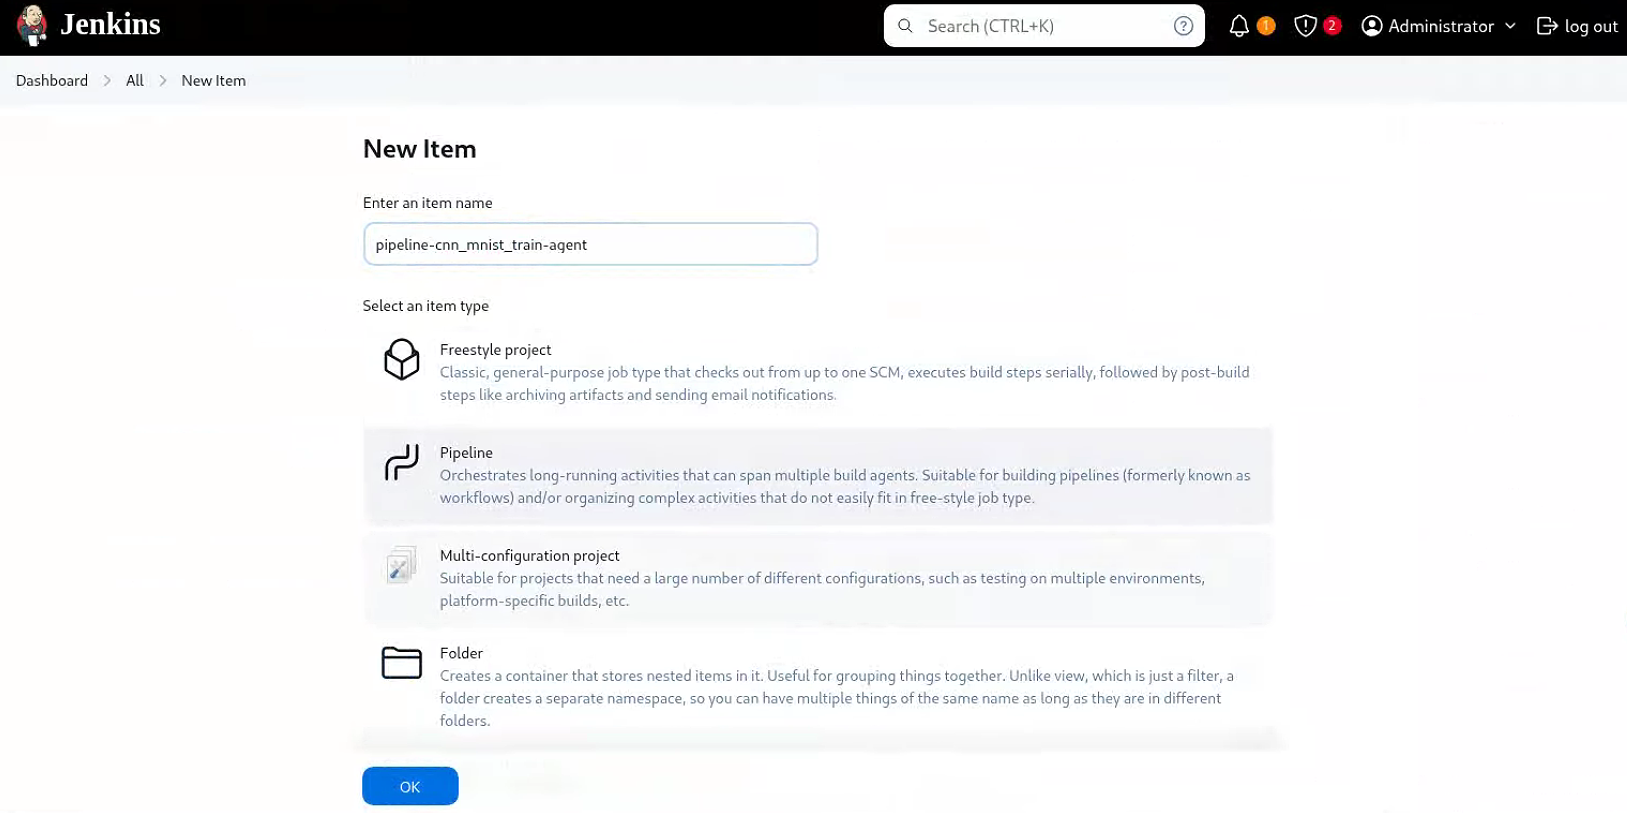 Jenkins
Search (CTRL+K)
1
2
Administrator
log out
Dashboard > All > New Item
New Item
Enter an item name
pipeline-cnn_mnist_train-agent
Select an item type
Freestyle project
Classic, general-purpose job type that checks out from up to one SCM, executes build steps serially, followed by post-build
steps like archiving artifacts and sending email notifications.
Pipeline
Orchestrates long-running activities that can span multiple build agents. Suitable for building pipelines (formerly known as
workflows) and/or organizing complex activities that do not easily fit in free-style job type.
Multi-configuration project
Suitable for projects that need a large number of different configurations, such as testing on multiple environments,
platform-specific builds, etc.
Folder
Creates a container that stores nested items in it. Useful for grouping things together. Unlike view, which is just a filter, a
folder creates a separate namespace, so you can have multiple things of the same name as long as they are in different
folders.
OK